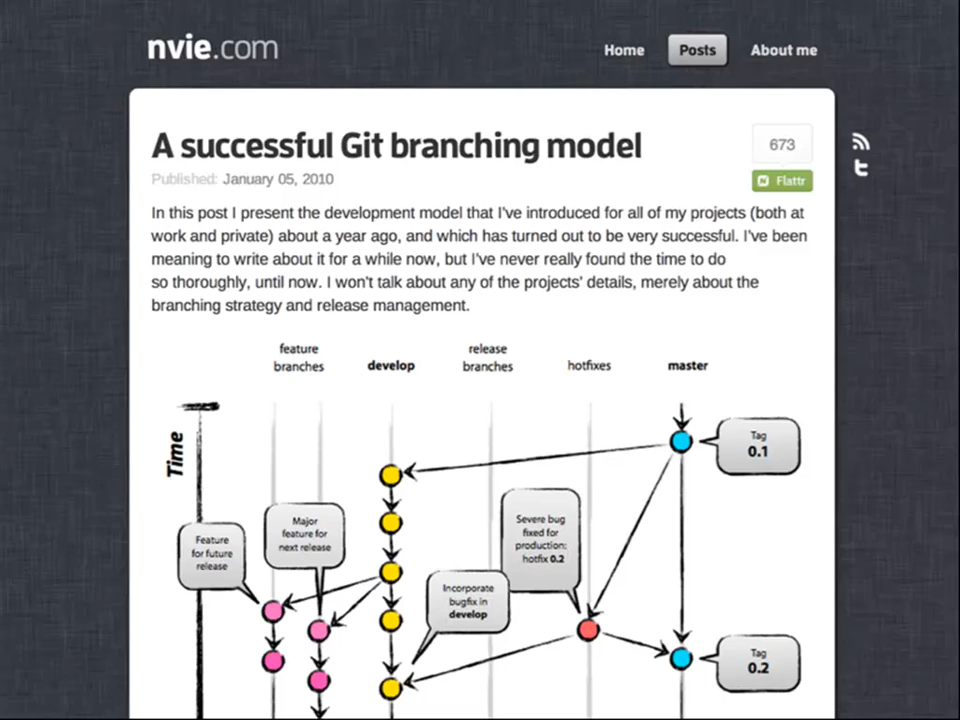 nvie.com
Home Posts About me
A successful Git branching model
673
Published: January 05, 2010
Flattr
In this post I present the development model that I've introduced for all of my projects (both at
work and private) about a year ago, and which has turned out to be very successful. I've been
meaning to write about it for a while now, but I've never really found the time to do
so thoroughly, until now. I won't talk about any of the projects' details, merely about the
branching strategy and release management.
feature
branches
develop
release
branches
hotfixes
master
Time
Tag
0.1
Feature
for future
release
Major
feature for
next release
Severe bug
fixed for
production:
hotfix 0.2
Incorporate
bugfix in
develop
Tag
0.2